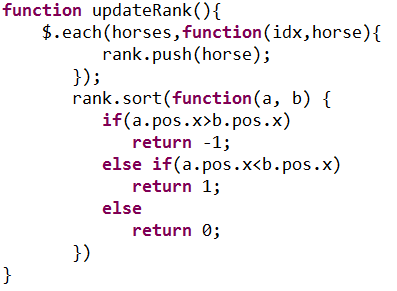 function updateRank(){
    $.each(horses,function(idx,horse){
          rank.push(horse);
       });
       rank.sort(function(a, b) {
          if(a.pos.x>b.pos.x)
             return -1;
          else if(a.pos.x<b.pos.x)
             return 1;
          else
             return 0;
       })
}